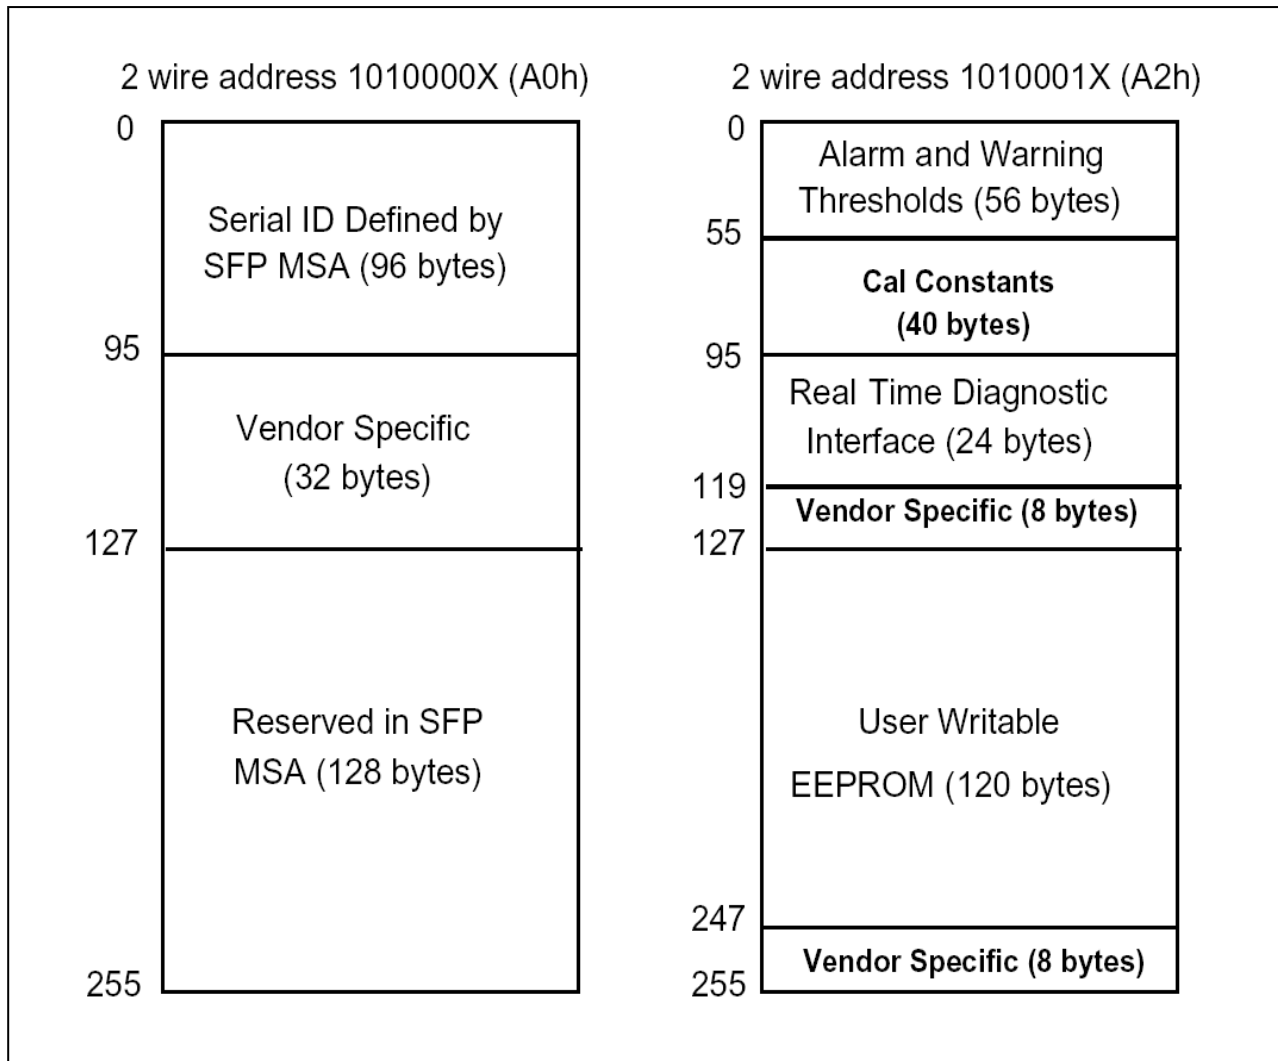 2 wire address 1010000X (A0h)
0
Serial ID Defined by
SFP MSA (96 bytes)
95
Vendor Specific
(32 bytes)
127
Reserved in SFP
MSA (128 bytes)
255
2 wire address 1010001X (A2h)
0
Alarm and Warning
Thresholds (56 bytes)
55
Cal Constants
(40 bytes)
95
Real Time Diagnostic
Interface (24 bytes)
119
Vendor Specific (8 bytes)
127
User Writable
EEPROM (120 bytes)
247
Vendor Specific (8 bytes)
255